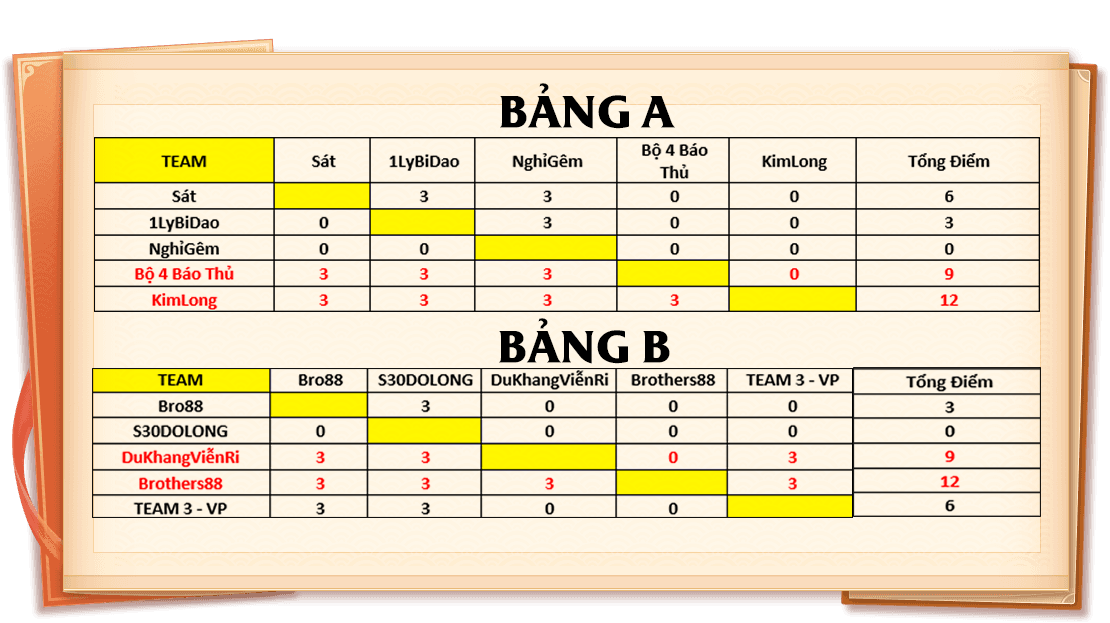 BẢNG A
TEAM Sát 1LyBiDao NghỉGêm Bộ 4 Báo Thủ KimLong Tổng Điểm
Sát 3 3 0 0 6
1LyBiDao 0 3 0 0 3
NghỉGêm 0 0 0 0 0
Bộ 4 Báo Thủ 3 3 3 0 9
KimLong 3 3 3 3 12
BẢNG B
TEAM Bro88 S30DOLONG DuKhangViễnRi Brothers88 TEAM 3 - VP Tổng Điểm
Bro88 3 0 0 0 3
S30DOLONG 0 0 0 0 0
DuKhangViễnRi 3 3 0 3 9
Brothers88 3 3 3 3 12
TEAM 3 - VP 3 3 0 0 6